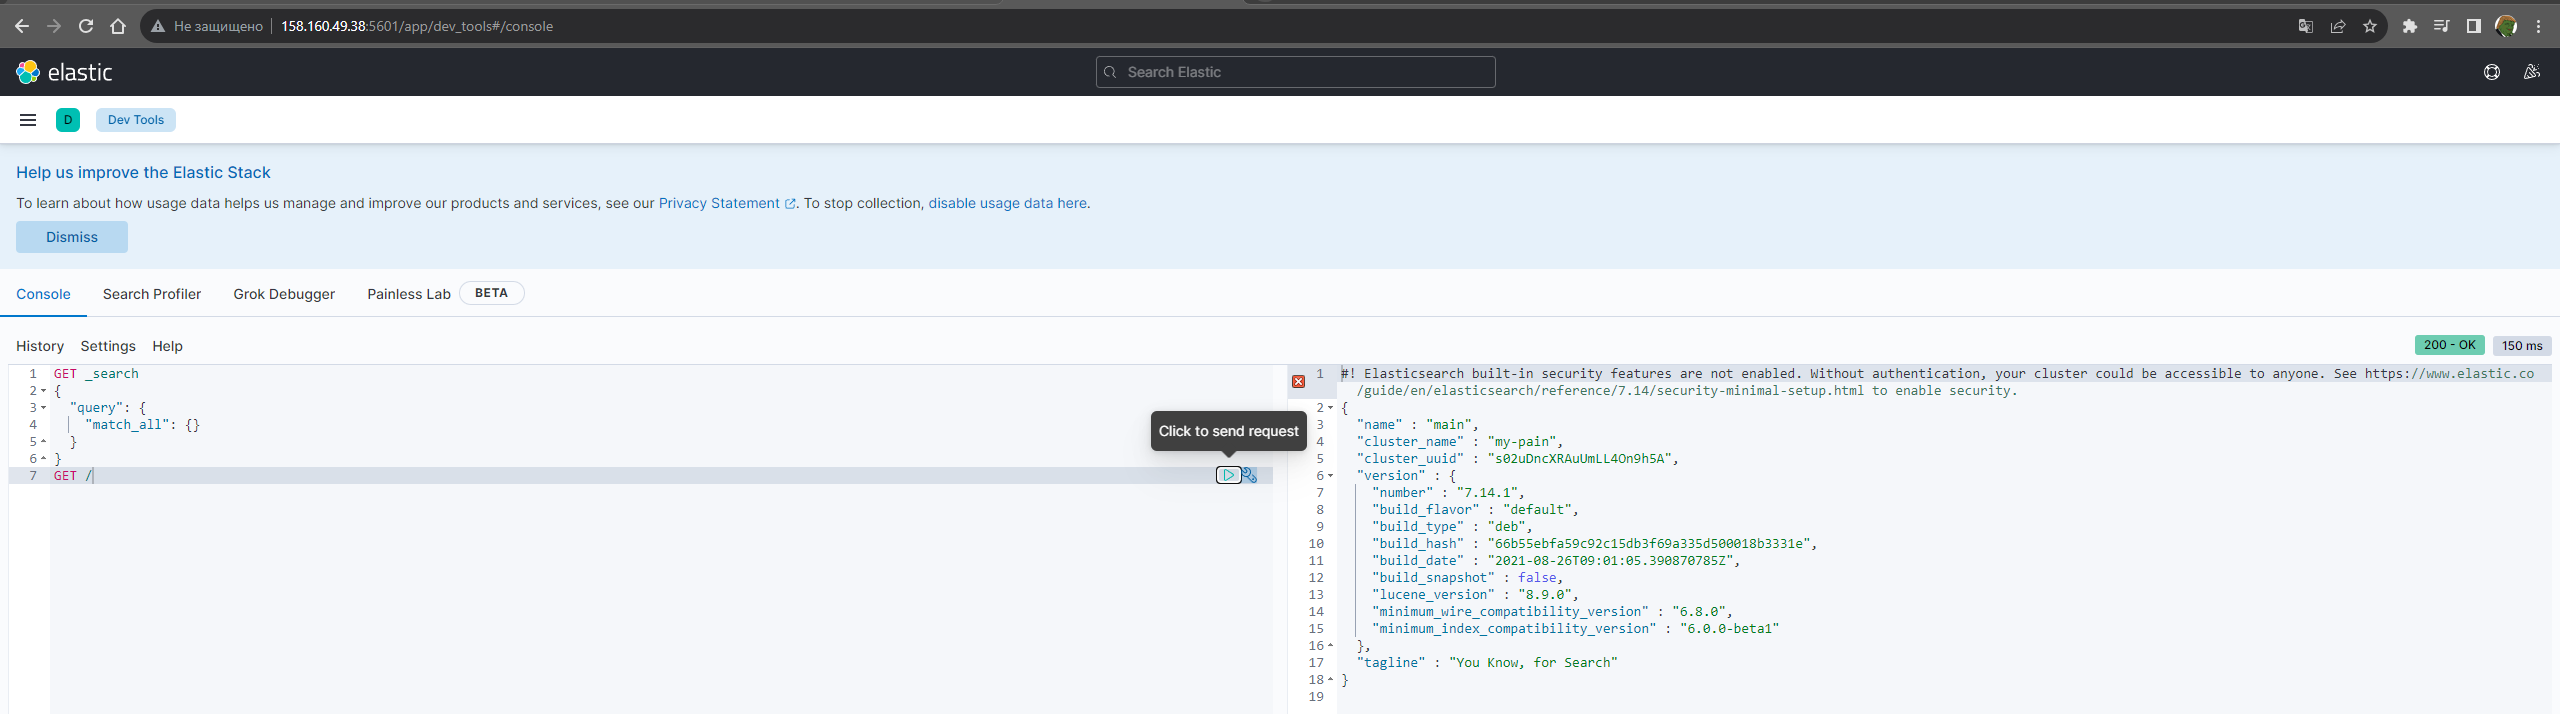 Не защищено 158.160.49.38:5601/app/dev_tools#/console
elastic
Search Elastic
D Dev Tools
Help us improve the Elastic Stack
To learn about how usage data helps us manage and improve our products and services, see our Privacy Statement. To stop collection, disable usage data here.
Dismiss
Console Search Profiler Grok Debugger Painless Lab BETA
History Settings Help
200 - OK 150 ms
1 GET _search
2 {
3 "query": {
4 "match_all": {}
5 }
6 }
7 GET /
Click to send request
1 #! Elasticsearch built-in security features are not enabled. Without authentication, your cluster could be accessible to anyone. See https://www.elastic.co
/guide/en/elasticsearch/reference/7.14/security-minimal-setup.html to enable security.
2 {
3 "name" : "main",
4 "cluster_name" : "my-pain",
5 "cluster_uuid" : "s02uDncXRAuUmLL4On9h5A",
6 "version" : {
7 "number" : "7.14.1",
8 "build_flavor" : "default",
9 "build_type" : "deb",
10 "build_hash" : "66b55ebfa59c92c15db3f69a335d500018b3331e",
11 "build_date" : "2021-08-26T09:01:05.390870785Z",
12 "build_snapshot" : false,
13 "lucene_version" : "8.9.0",
14 "minimum_wire_compatibility_version" : "6.8.0",
15 "minimum_index_compatibility_version" : "6.0.0-beta1"
16 },
17 "tagline" : "You Know, for Search"
18 }
19